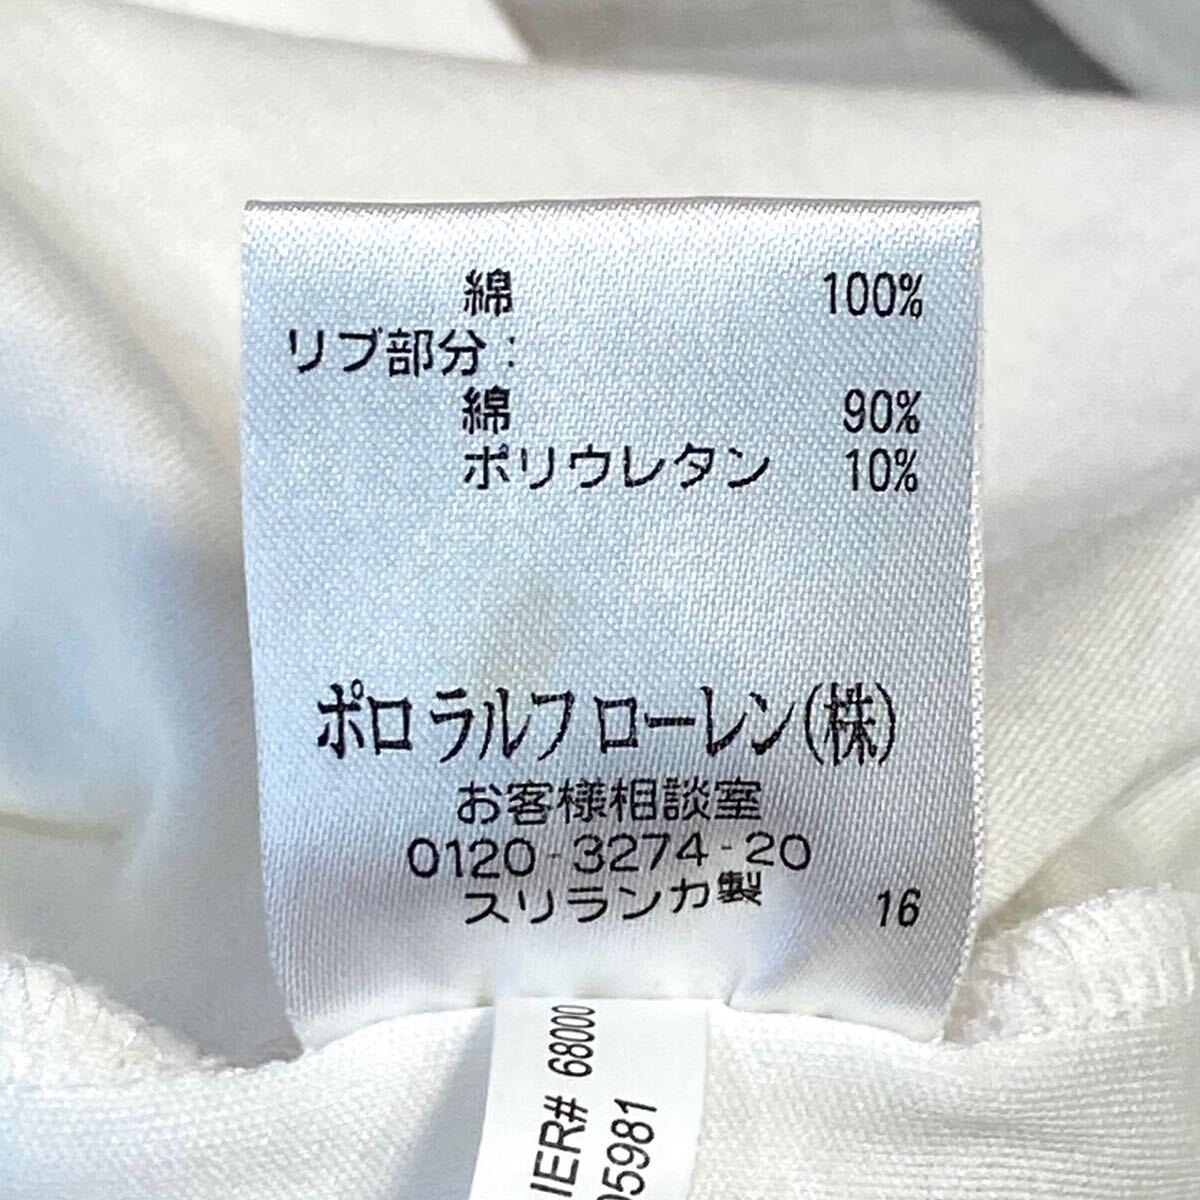 綿 100%
リブ部分:
綿 90%
ポリウレタン 10%
ポロ ラルフ ローレン(株)
お客様相談室
0120-3274-20
スリランカ製 16
IER# 68000
05981